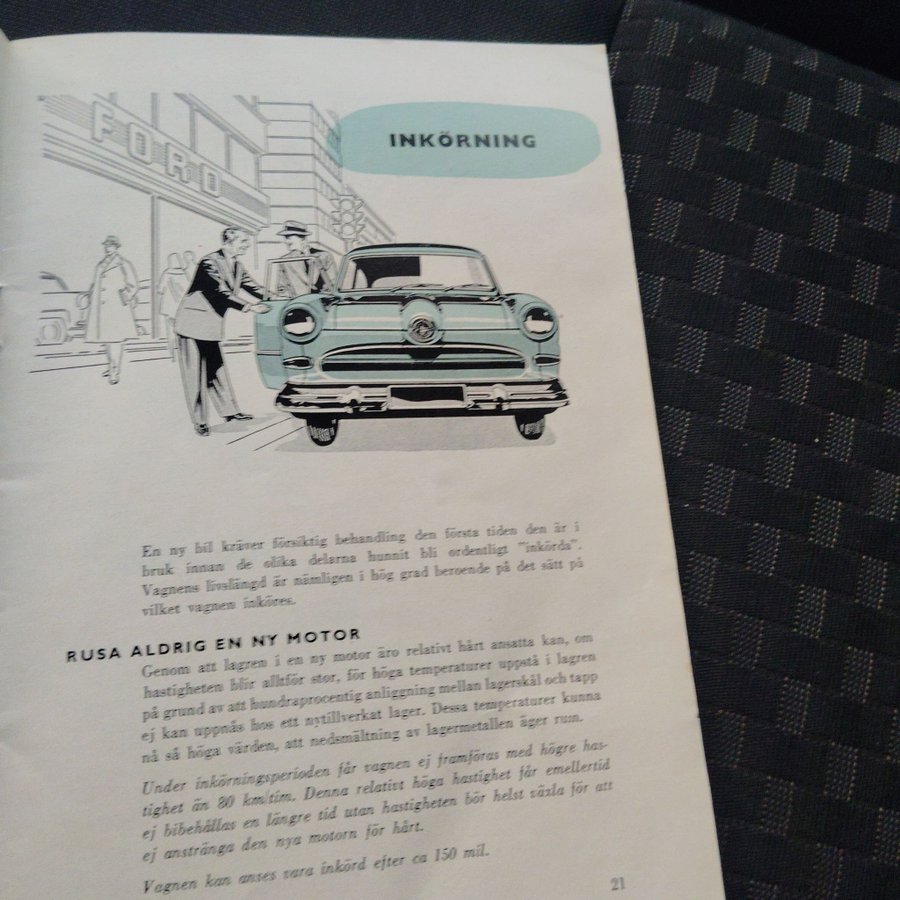 FORD
INKÖRNING
En ny bil kräver försiktig behandling den första tiden den är i
bruk innan de olika delarna hunnit bli ordentligt "inkörda".
Vagnens livslängd är nämligen i hög grad beroende på det sätt på
vilket vagnen inköres.
RUSA ALDRIG EN NY MOTOR
Genom att lagren i en ny motor äro relativt hårt ansatta kan, om
hastigheten blir alltför stor, för höga temperaturer uppstå i lagren
på grund av att hundraprocentig anliggning mellan lagerskål och tapp
ej kan uppnås hos ett nytillverkat lager. Dessa temperaturer kunna
nå så höga värden, att nedsmältning av lagermetallen äger rum.
Under inkörningsperioden får vagnen ej framföras med högre has-
tighet än 80 km/tim. Denna relativt höga hastighet får emellertid
ej bibehållas en längre tid utan hastigheten bör helst växla för att
ej anstränga den nya motorn för hårt.
Vagnen kan anses vara inkörd efter ca 150 mil.
21